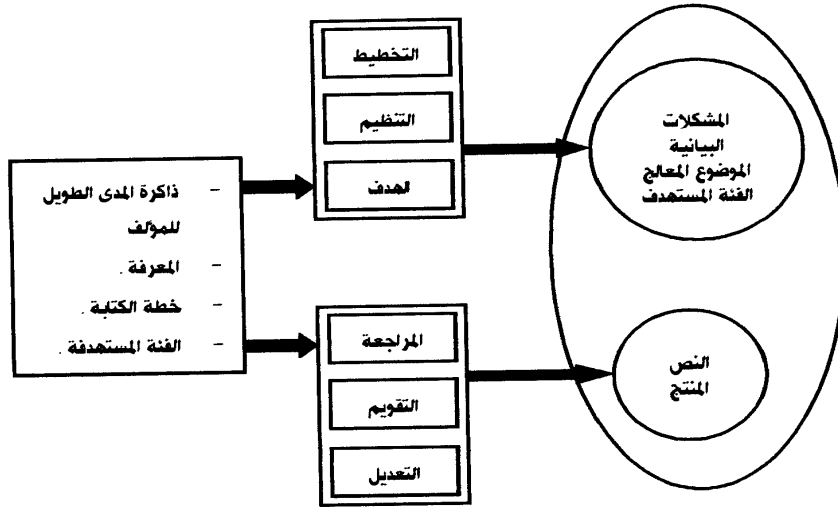 التخطيط
التنظيم
الهدف
المشكلات
البيانية
الموضوع المعالج
الفئة المستهدف
- ذاكرة المدى الطويل
للمؤلف
- المعرفة .
- خطة الكتابة .
- الفئة المستهدفة .
المراجعة
التقويم
التعديل
النص
المنتج